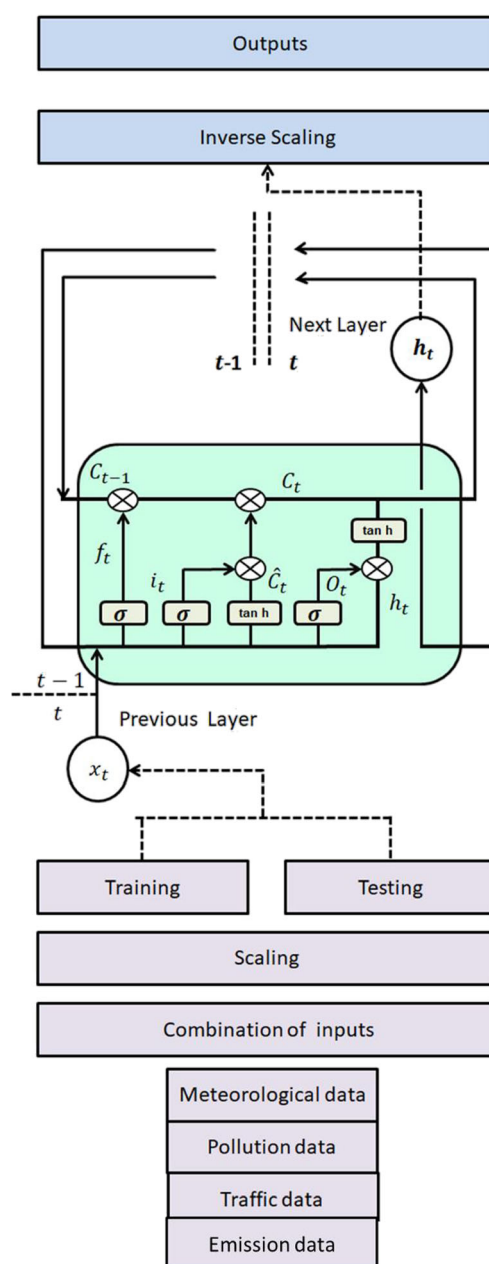 Outputs
Inverse Scaling
Next Layer
t-1 t
h_t
C_{t−1}
C_t
tan h
f_t
i_t
Ĉ_t
O_t
h_t
σ
σ
tan h
σ
t − 1
t
Previous Layer
x_t
Training
Testing
Scaling
Combination of inputs
Meteorological data
Pollution data
Traffic data
Emission data